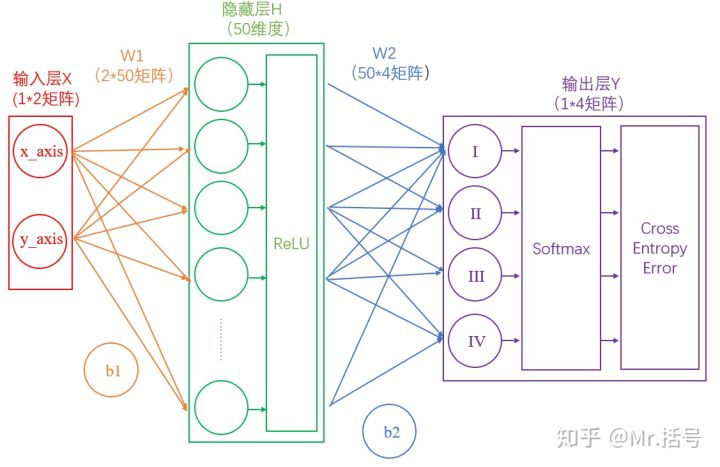 输入层X
(1*2矩阵)
x_axis
y_axis
W1
(2*50矩阵)
b1
隐藏层H
(50维度)
ReLU
W2
(50*4矩阵)
b2
输出层Y
(1*4矩阵)
I
II
III
IV
Softmax
Cross
Entropy
Error
知乎 @Mr.括号